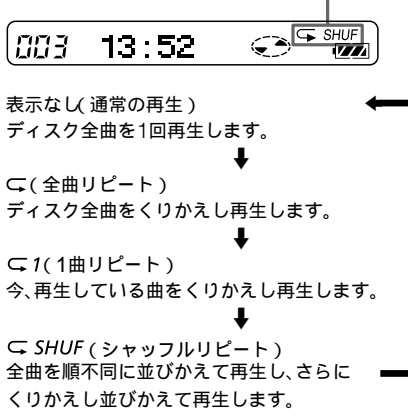 SHUF
003 13:52
表示なし(通常の再生)
ディスク全曲を1回再生します。
(全曲リピート)
ディスク全曲をくりかえし再生します。
1(1曲リピート)
今、再生している曲をくりかえし再生します。
SHUF(シャッフルリピート)
全曲を順不同に並びかえて再生し、さらに
くりかえし並びかえて再生します。